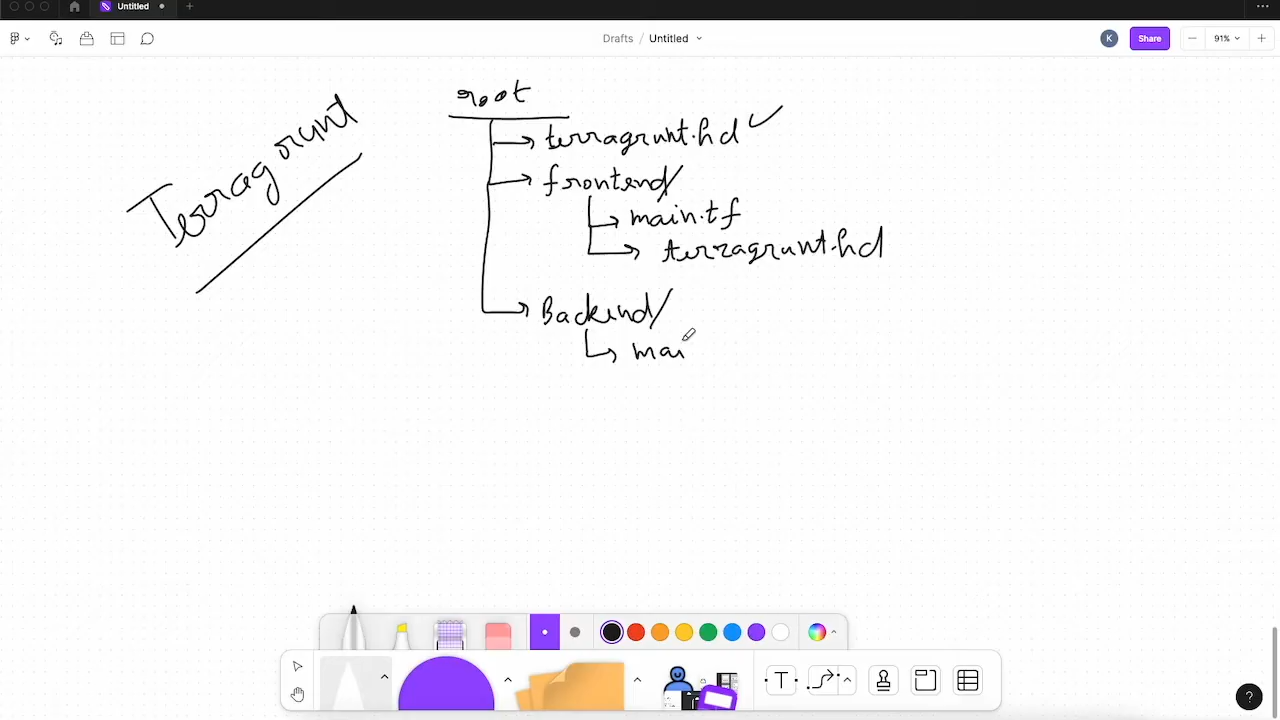 Untitled
Drafts / Untitled
K
Share
91%
Terragrunt
root
terragrunt.hcl
frontend/
main.tf
terragrunt.hcl
Backend/
mai
T
?